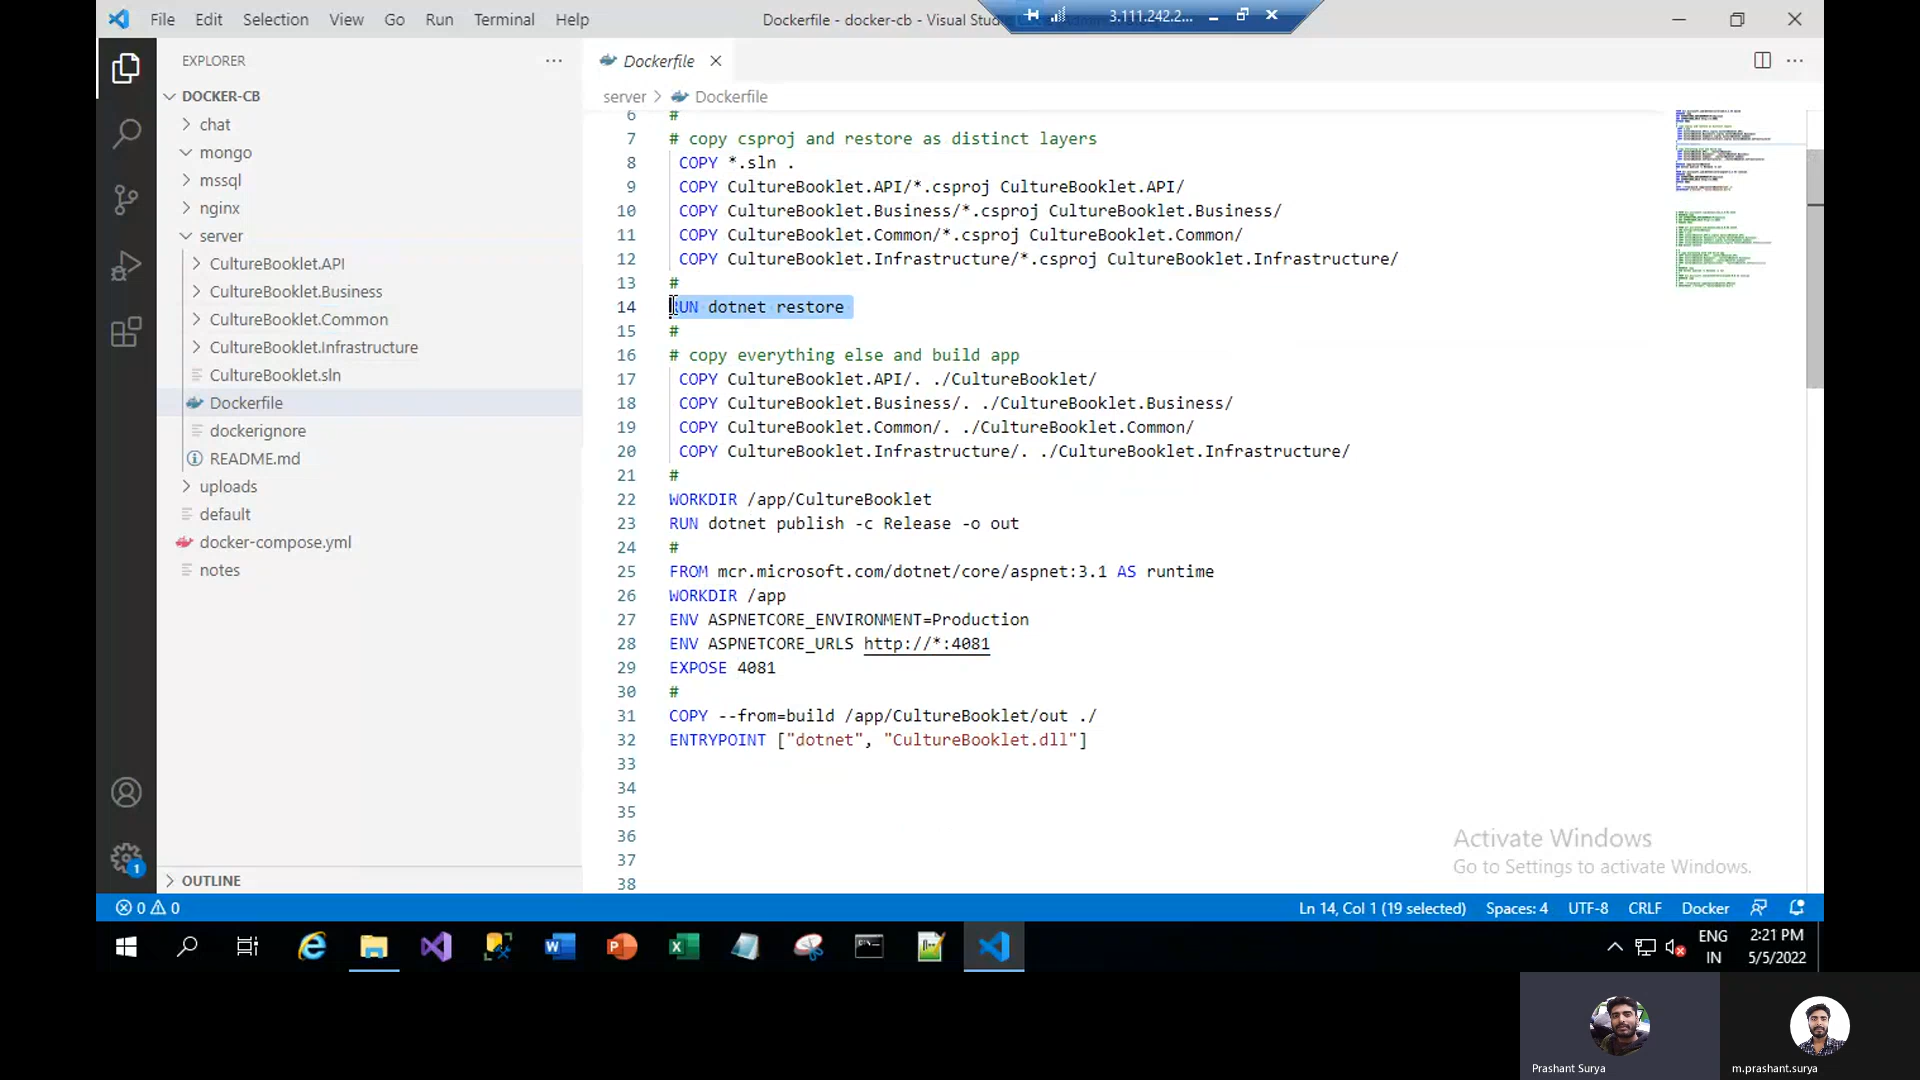 File Edit Selection View Go Run Terminal Help
Dockerfile - docker-cb - Visual Stu
3.111.242.2...
EXPLORER
DOCKER-CB
chat
mongo
mssql
nginx
server
CultureBooklet.API
CultureBooklet.Business
CultureBooklet.Common
CultureBooklet.Infrastructure
CultureBooklet.sln
Dockerfile
dockerignore
README.md
uploads
default
docker-compose.yml
notes
OUTLINE
Dockerfile
server > Dockerfile
6 #
7 # copy csproj and restore as distinct layers
8 COPY *.sln .
9 COPY CultureBooklet.API/*.csproj CultureBooklet.API/
10 COPY CultureBooklet.Business/*.csproj CultureBooklet.Business/
11 COPY CultureBooklet.Common/*.csproj CultureBooklet.Common/
12 COPY CultureBooklet.Infrastructure/*.csproj CultureBooklet.Infrastructure/
13 #
14 RUN dotnet restore
15 #
16 # copy everything else and build app
17 COPY CultureBooklet.API/. ./CultureBooklet/
18 COPY CultureBooklet.Business/. ./CultureBooklet.Business/
19 COPY CultureBooklet.Common/. ./CultureBooklet.Common/
20 COPY CultureBooklet.Infrastructure/. ./CultureBooklet.Infrastructure/
21 #
22 WORKDIR /app/CultureBooklet
23 RUN dotnet publish -c Release -o out
24 #
25 FROM mcr.microsoft.com/dotnet/core/aspnet:3.1 AS runtime
26 WORKDIR /app
27 ENV ASPNETCORE_ENVIRONMENT=Production
28 ENV ASPNETCORE_URLS http://*:4081
29 EXPOSE 4081
30 #
31 COPY --from=build /app/CultureBooklet/out ./
32 ENTRYPOINT ["dotnet", "CultureBooklet.dll"]
33
34
35
36
37
38
Activate Windows
Go to Settings to activate Windows.
0 0
Ln 14, Col 1 (19 selected) Spaces: 4 UTF-8 CRLF Docker
ENG
IN
2:21 PM
5/5/2022
Prashant Surya
m.prashant.surya